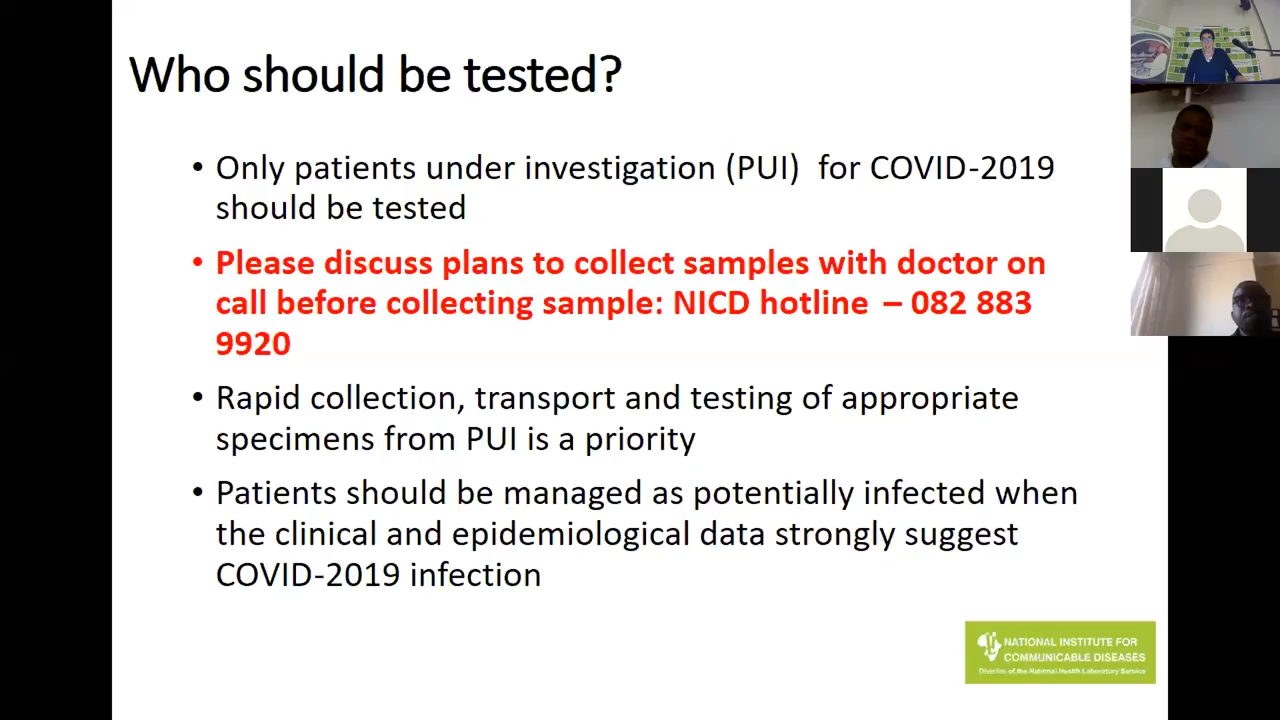 Who should be tested?
• Only patients under investigation (PUI) for COVID-2019
should be tested
• Please discuss plans to collect samples with doctor on
call before collecting sample: NICD hotline – 082 883
9920
• Rapid collection, transport and testing of appropriate
specimens from PUI is a priority
• Patients should be managed as potentially infected when
the clinical and epidemiological data strongly suggest
COVID-2019 infection
NATIONAL INSTITUTE FOR
COMMUNICABLE DISEASES
Division of the National Health Laboratory Service